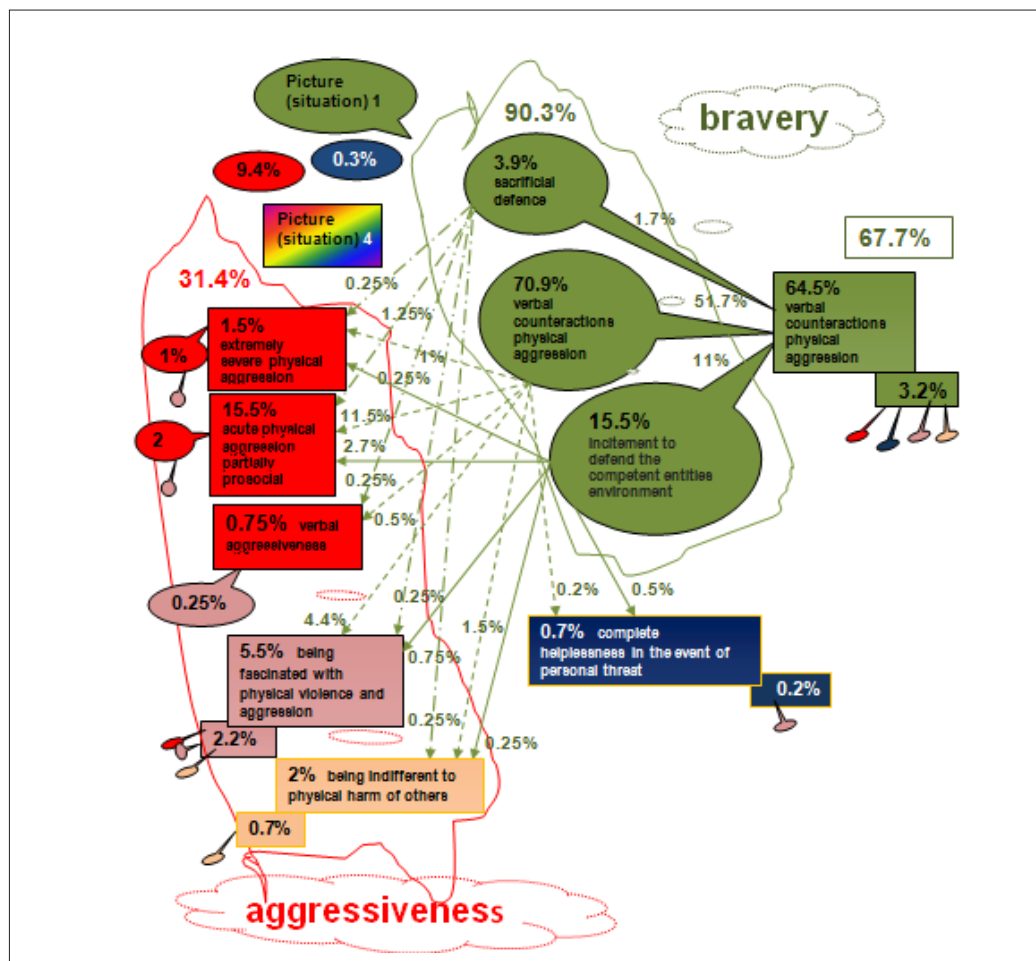 Picture
(situation) 1
90.3%
bravery
0.3%
9.4%
3.9%
sacrificial
defence
1.7%
Picture
(situation) 4
67.7%
31.4%
0.25%
70.9%
verbal
counteractions
physical
aggression
51.7%
64.5%
verbal
counteractions
physical
aggression
1.5%
extremely
severe physical
aggression
1%
1.25%
1%
0.25%
11%
3.2%
15.5%
acute physical
aggression
partially
prosocial
2
11.5%
2.7%
0.25%
15.5%
Incitement to
defend the
competent entities
environment
0.75% verbal
aggressiveness
0.5%
0.25%
4.4%
0.25%
1.5%
0.2%
0.5%
5.5% being
fascinated with
physical violence and
aggression
0.75%
0.7% complete
helplessness in the event of
personal threat
0.2%
2.2%
0.25%
0.25%
2% being indifferent to
physical harm of others
0.7%
aggressiveness